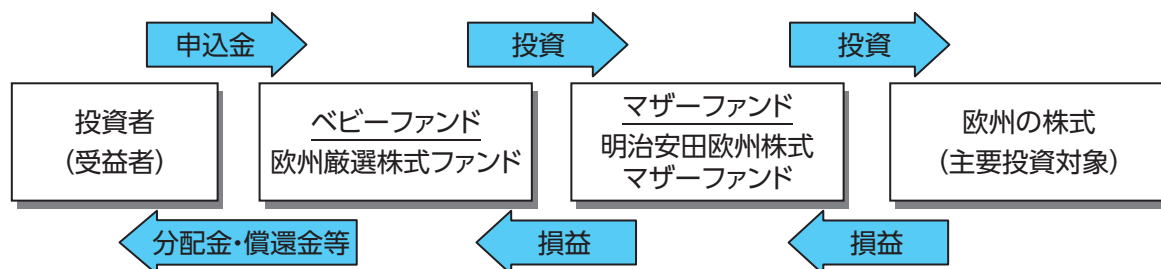 申込金
投資
投資
投資者
(受益者)
ベビーファンド
欧州厳選株式ファンド
マザーファンド
明治安田欧州株式
マザーファンド
欧州の株式
(主要投資対象)
分配金・償還金等
損益
損益